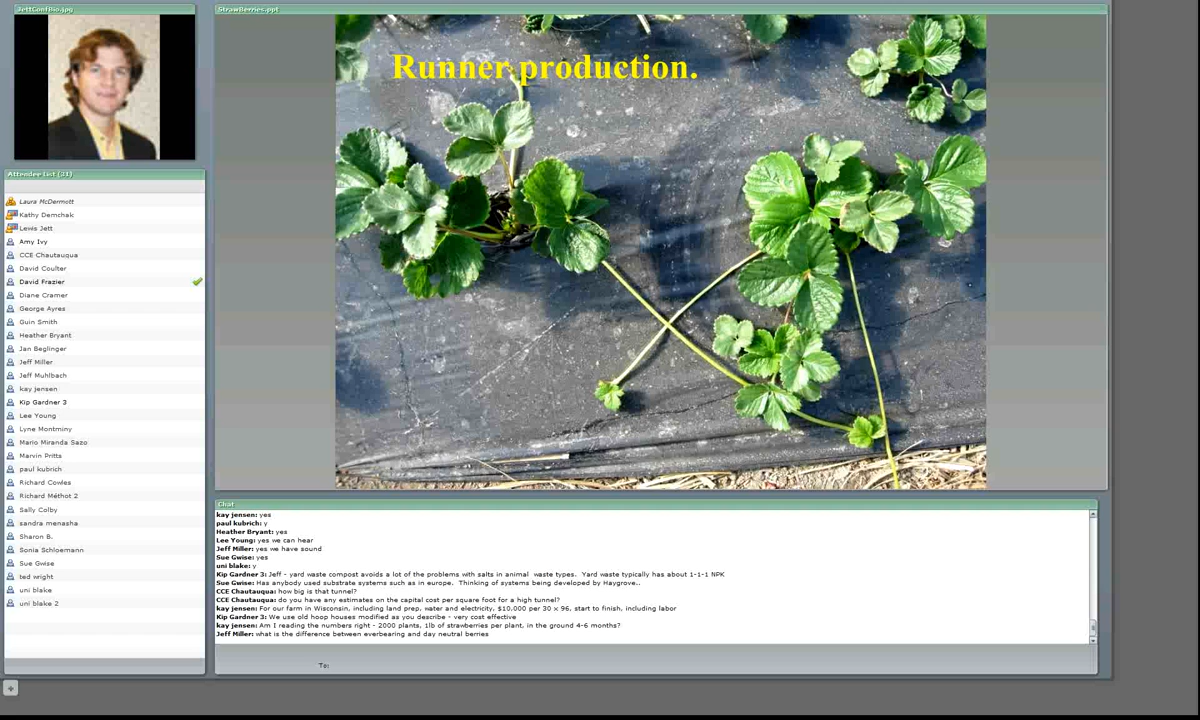 JettConfBio.jpg
StrawBerries.ppt
Runner production.
Attendee List (31)
Laura McDermott
Kathy Demchak
Lewis Jett
Amy Ivy
CCE Chautauqua
David Coulter
David Frazier
Diane Cramer
George Ayres
Guin Smith
Heather Bryant
Jan Beglinger
Jeff Miller
Jeff Muhlbach
kay jensen
Kip Gardner 3
Lee Young
Lyne Montminy
Mario Miranda Sazo
Marvin Pritts
paul kubrich
Richard Cowles
Richard Méthot 2
Sally Colby
sandra menasha
Sharon B.
Sonia Schloemann
Sue Gwise
ted wright
uni blake
uni blake 2
Chat
kay jensen: yes
paul kubrich: y
Heather Bryant: yes
Lee Young: yes we can hear
Jeff Miller: yes we have sound
Sue Gwise: yes
uni blake: y
Kip Gardner 3: Jeff - yard waste compost avoids a lot of the problems with salts in animal waste types. Yard waste typically has about 1-1-1 NPK
Sue Gwise: Has anybody used substrate systems such as in europe. Thinking of systems being developed by Haygrove..
CCE Chautauqua: how big is that tunnel?
CCE Chautauqua: do you have any estimates on the capital cost per square foot for a high tunnel?
kay jensen: For our farm in Wisconsin, including land prep, water and electricity, $10,000 per 30 x 96, start to finish, including labor
Kip Gardner 3: We use old hoop houses modified as you describe - very cost effective
kay jensen: Am I reading the numbers right - 2000 plants, 1lb of strawberries per plant, in the ground 4-6 months?
Jeff Miller: what is the difference between everbearing and day neutral berries
To: